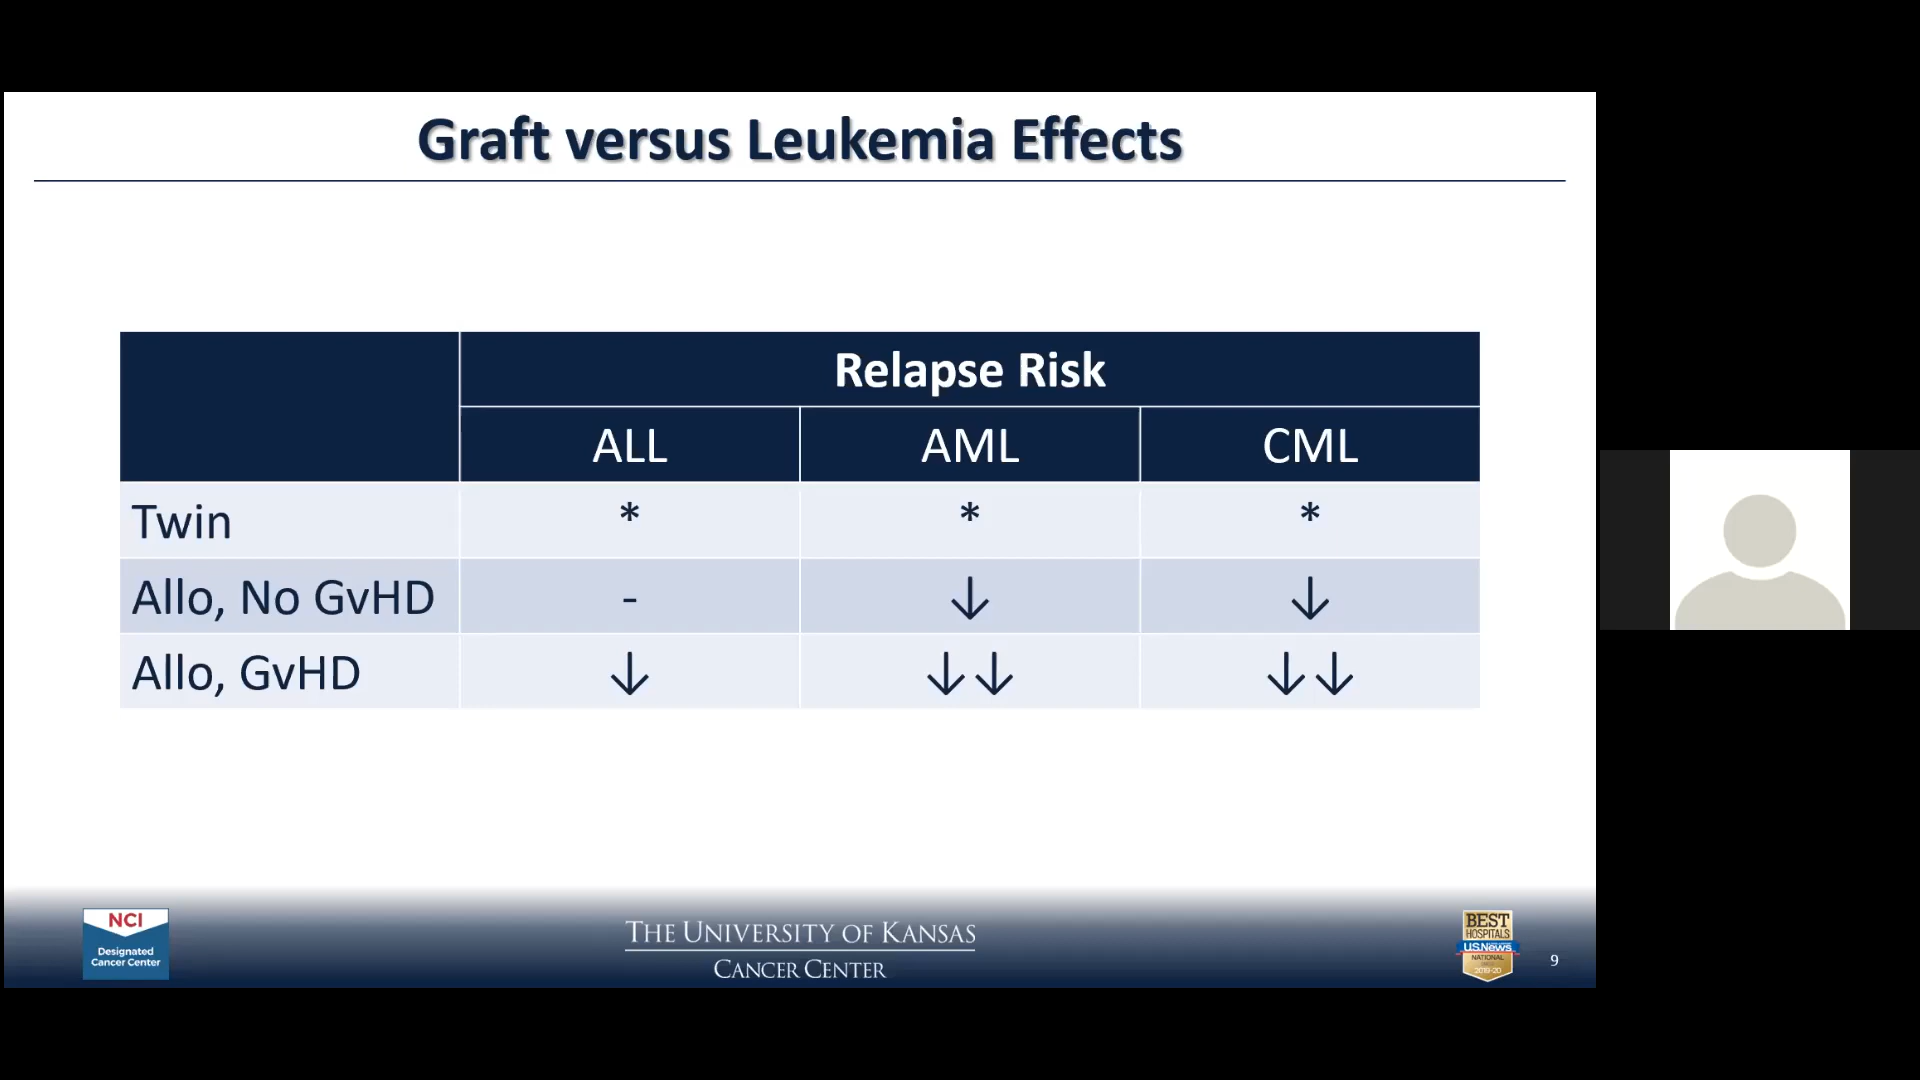 Graft versus Leukemia Effects
Relapse Risk
ALL AML CML
Twin * * *
Allo, No GvHD - ↓ ↓
Allo, GvHD ↓ ↓↓ ↓↓
NCI
Designated
Cancer Center
THE UNIVERSITY OF KANSAS
CANCER CENTER
BEST
HOSPITALS
U.S.News
NATIONAL
2019-20
9